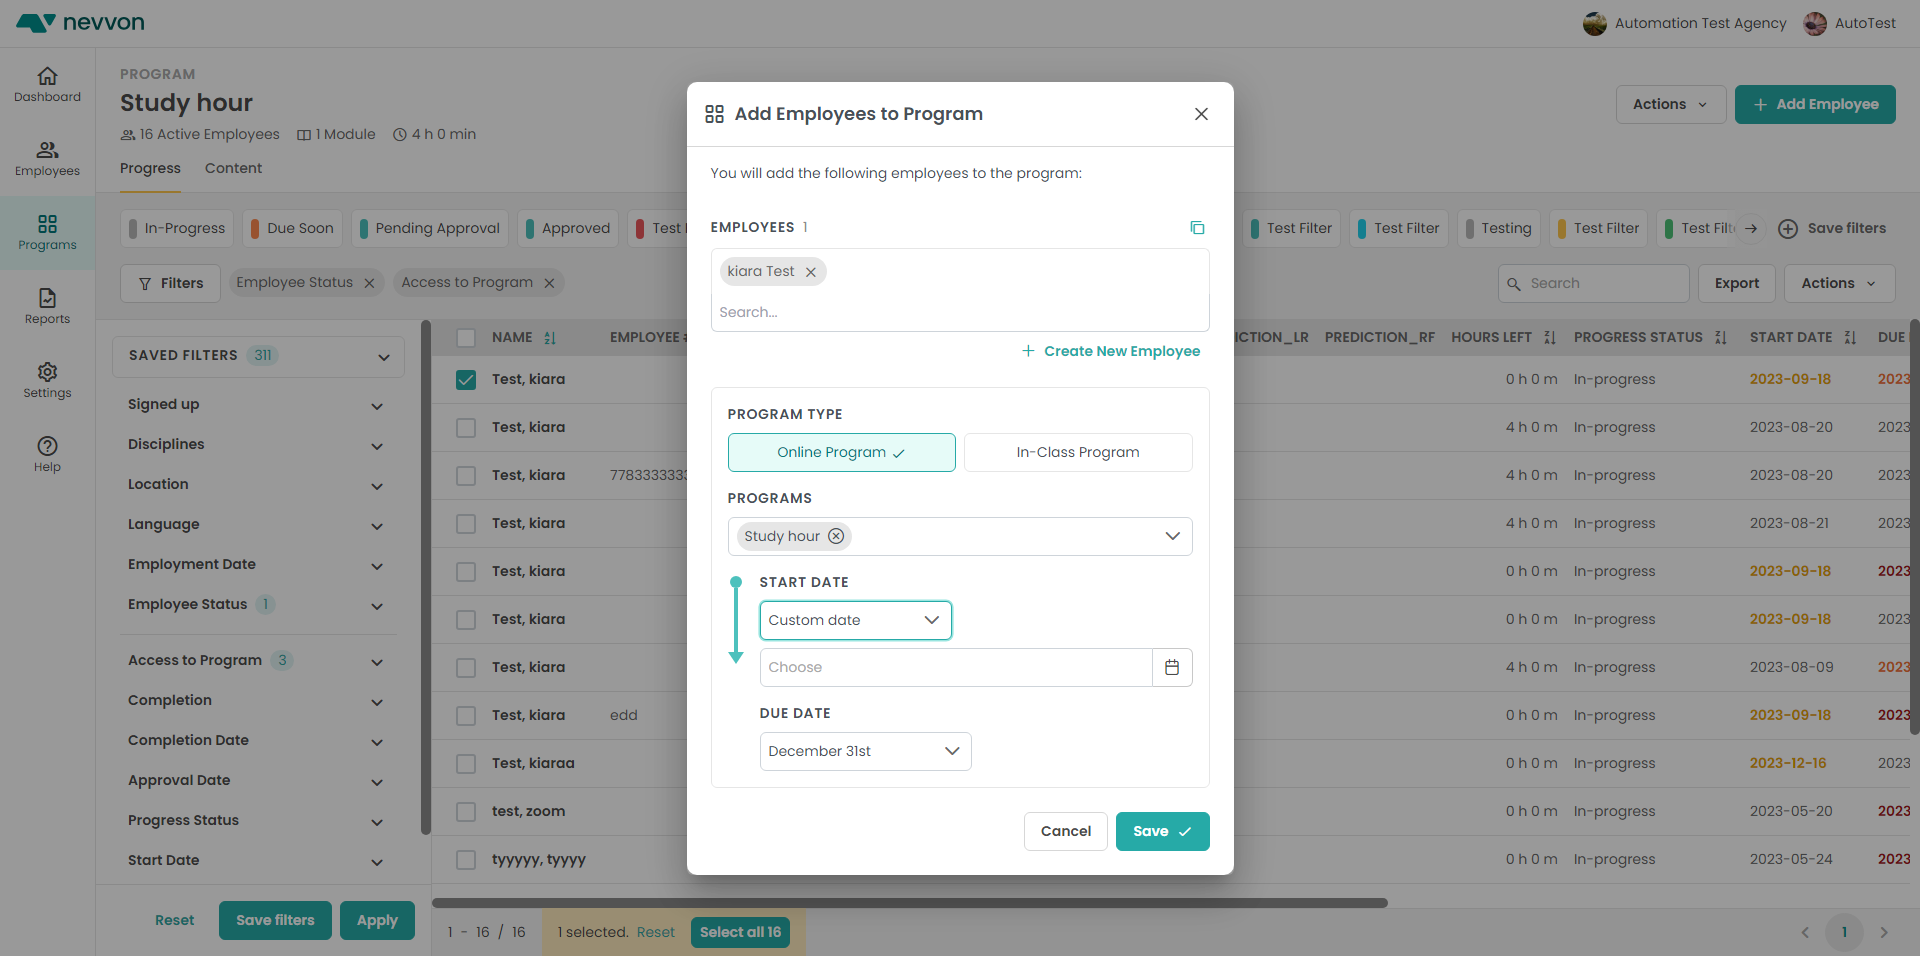 nevvon
Automation Test Agency
AutoTest
Dashboard
Employees
Programs
Reports
Settings
Help
PROGRAM
Study hour
16 Active Employees
1 Module
4 h 0 min
Progress
Content
Actions
Add Employee
In-Progress
Due Soon
Pending Approval
Approved
Test
Test Filter
Test Filter
Testing
Test Filter
Test
Save filters
Filters
Employee Status
Access to Program
Search
Export
Actions
SAVED FILTERS 311
Signed up
Disciplines
Location
Language
Employment Date
Employee Status 1
Access to Program 3
Completion
Completion Date
Approval Date
Progress Status
Start Date
Reset
Save filters
Apply
NAME EMPLOYEE ICTION_LR PREDICTION_RF HOURS LEFT PROGRESS STATUS START DATE DUE
Test, kiara 0 h 0 m In-progress 2023-09-18 2023
Test, kiara 4 h 0 m In-progress 2023-08-20 2023
Test, kiara 7783333333 4 h 0 m In-progress 2023-08-20 2023
Test, kiara 4 h 0 m In-progress 2023-08-21 2023
Test, kiara 0 h 0 m In-progress 2023-09-18 2023
Test, kiara 0 h 0 m In-progress 2023-09-18 2023
Test, kiara 4 h 0 m In-progress 2023-08-09 2023
Test, kiara edd 0 h 0 m In-progress 2023-09-18 2023
Test, kiaraa 0 h 0 m In-progress 2023-12-16 2023
test, zoom 0 h 0 m In-progress 2023-05-20 2023
tyyyyy, tyyyy 0 h 0 m In-progress 2023-05-24 2023
1 - 16 / 16
1 selected. Reset
Select all 16
1
Add Employees to Program
You will add the following employees to the program:
EMPLOYEES 1
kiara Test
Search...
Create New Employee
PROGRAM TYPE
Online Program
In-Class Program
PROGRAMS
Study hour
START DATE
Custom date
Choose
DUE DATE
December 31st
Cancel
Save